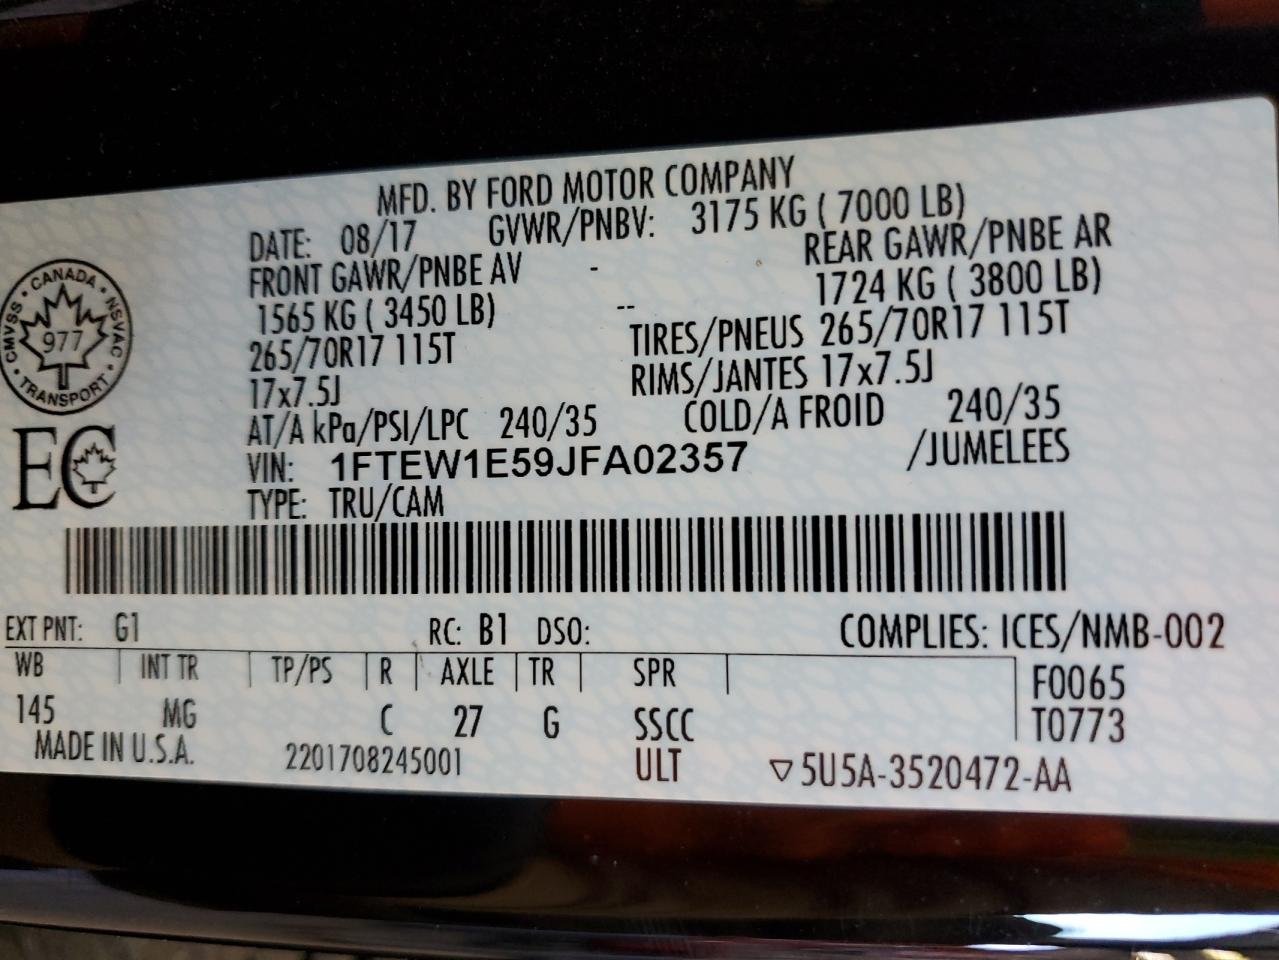 MFD. BY FORD MOTOR COMPANY
DATE: 08/17 GVWR/PNBV: 3175 KG ( 7000 LB)
FRONT GAWR/PNBE AV - REAR GAWR/PNBE AR
1565 KG ( 3450 LB) -- 1724 KG ( 3800 LB)
265/70R17 115T TIRES/PNEUS 265/70R17 115T
17x7.5J RIMS/JANTES 17x7.5J
AT/A kPa/PSI/LPC 240/35 COLD/A FROID 240/35
VIN: 1FTEW1E59JFA02357 /JUMELEES
TYPE: TRU/CAM
CANADA
CMVSS • NSVAC
977
TRANSPORT
EC
EXT PNT: G1 RC: B1 DSO: COMPLIES: ICES/NMB-002
WB INT TR TP/PS R AXLE TR SPR F0065
145 MG C 27 G SSCC T0773
MADE IN U.S.A. 2201708245001 ULT ▽5U5A-3520472-AA